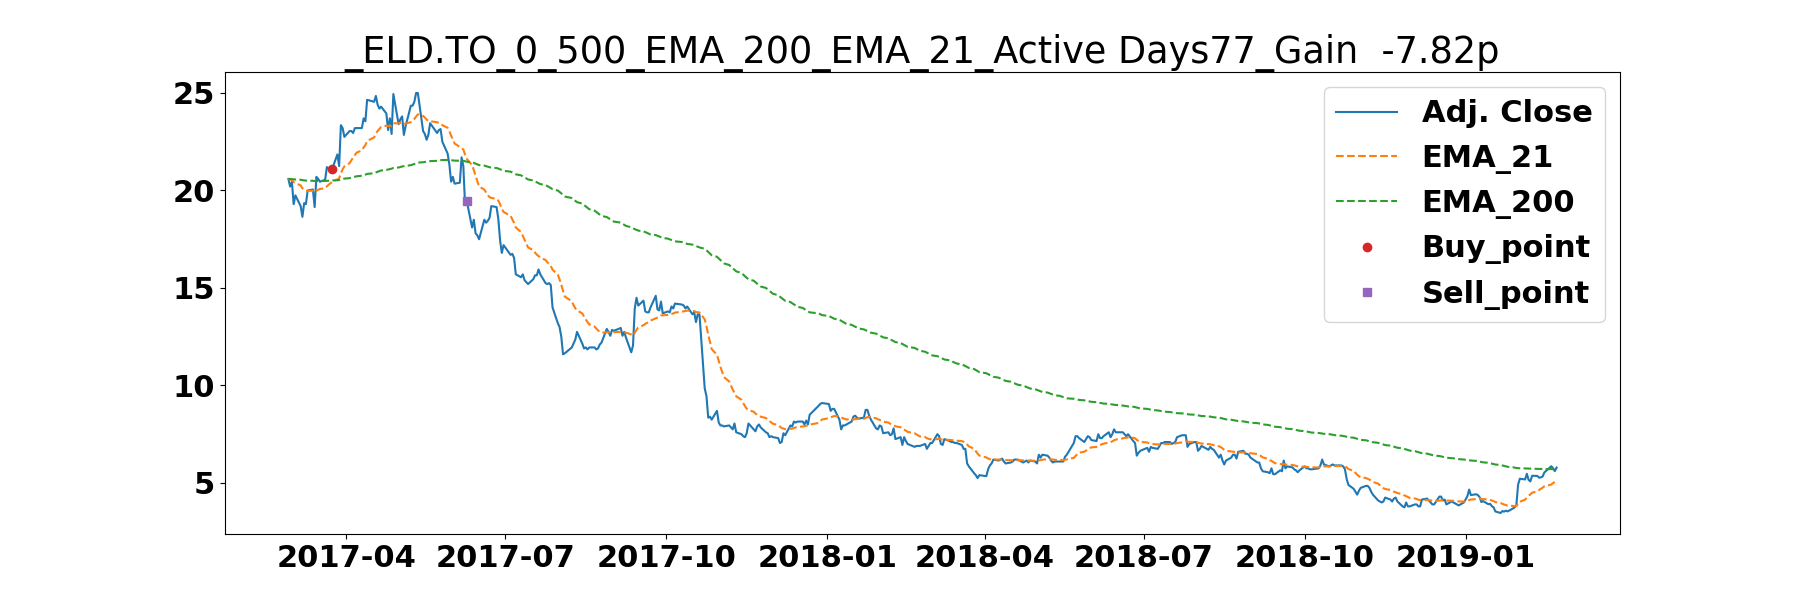 _ELD.TO_0_500_EMA_200_EMA_21_Active Days77_Gain  -7.82p
25
20
15
10
5
Adj. Close
EMA_21
EMA_200
Buy_point
Sell_point
2017-04 2017-07 2017-10 2018-01 2018-04 2018-07 2018-10 2019-01